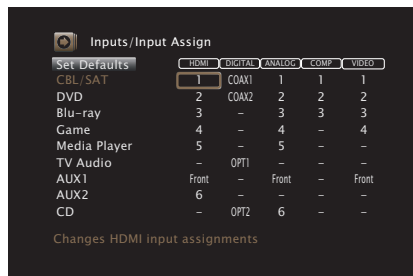 Inputs/Input Assign
Set Defaults HDMI DIGITAL ANALOG COMP VIDEO
CBL/SAT 1 COAX1 1 1 1
DVD 2 COAX2 2 2 2
Blu-ray 3 – 3 3 3
Game 4 – 4 – 4
Media Player 5 – 5 – –
TV Audio – OPT1 – – –
AUX1 Front – Front – Front
AUX2 6 – – – –
CD – OPT2 6 – –
Changes HDMI input assignments